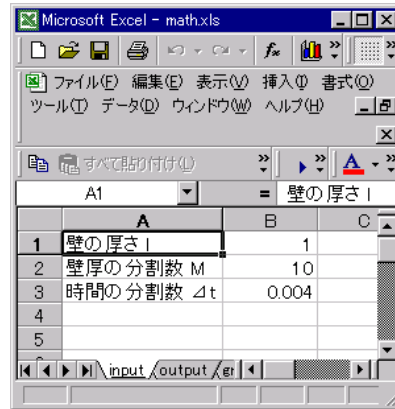 Microsoft Excel - math.xls
ファイル(F) 編集(E) 表示(V) 挿入(I) 書式(O)
ツール(T) データ(D) ウィンドウ(W) ヘルプ(H)
すべて貼り付け(L)
A1 = 壁の厚さ l
A B C
1 壁の厚さ l 1
2 壁厚の分割数 M 10
3 時間の分割数 ⊿t 0.004
4
5
input output